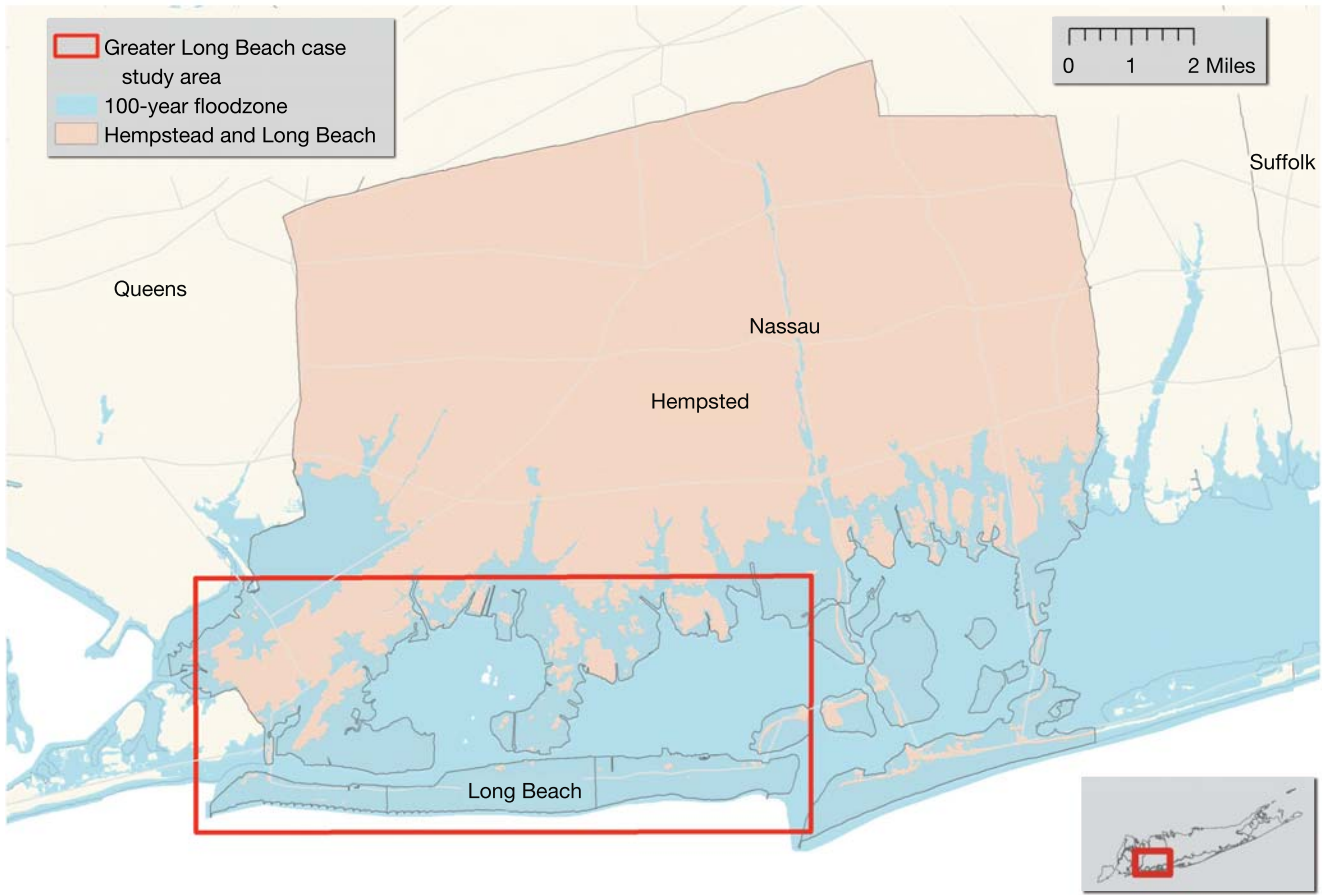 Greater Long Beach case
study area
100-year floodzone
Hempstead and Long Beach
0 1 2 Miles
Suffolk
Queens
Nassau
Hempsted
Long Beach